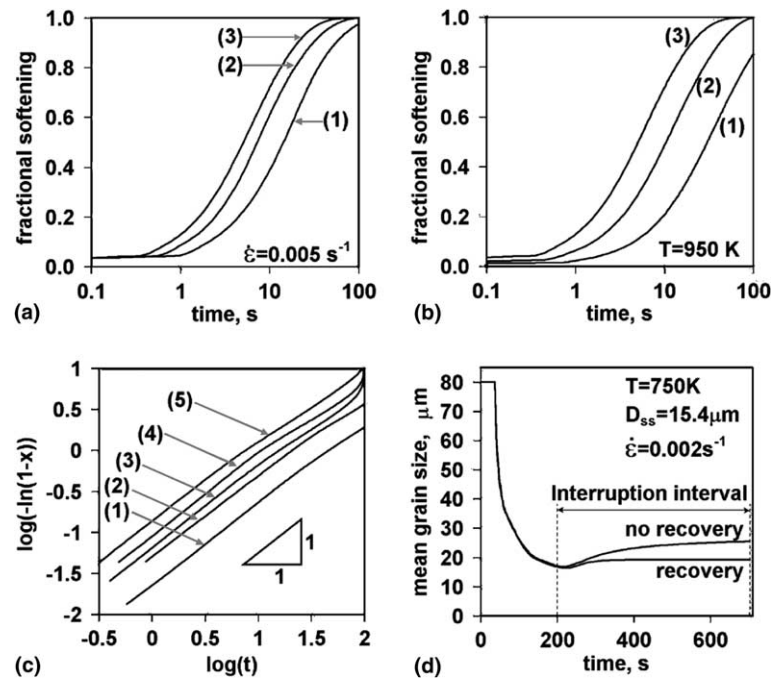 1.0
0.8
0.6
0.4
0.2
0.0
fractional softening
(3)
(2)
(1)
ε̇=0.005 s⁻¹
0.1 1 10 100
time, s
(a)
1.0
0.8
0.6
0.4
0.2
0.0
fractional softening
(3)
(2)
(1)
T=950 K
0.1 1 10 100
time, s
(b)
1
0.5
0
-0.5
-1
-1.5
-2
log(-ln(1-x))
(5)
(4)
(3)
(2)
(1)
1
1
-0.5 0 0.5 1 1.5 2
log(t)
(c)
80
70
60
50
40
30
20
10
0
mean grain size, μm
T=750K
Dss=15.4μm
ε̇=0.002s⁻¹
Interruption interval
no recovery
recovery
0 200 400 600
time, s
(d)